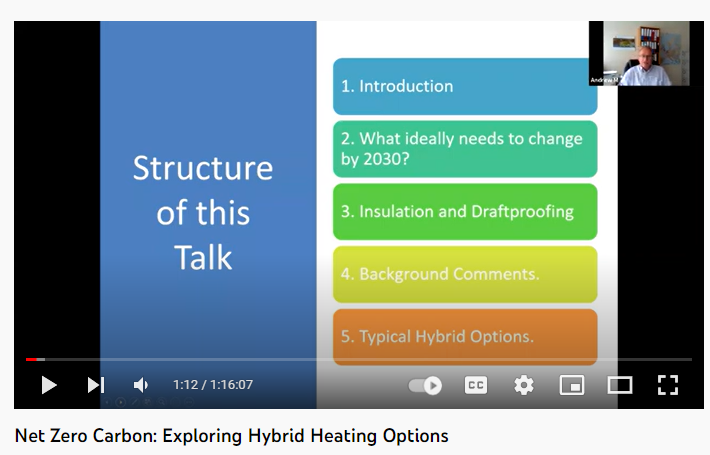 Structure
of this
Talk
1. Introduction
2. What ideally needs to change
by 2030?
3. Insulation and Draftproofing
4. Background Comments.
5. Typical Hybrid Options.
Andrew
1:12 / 1:16:07
CC
Net Zero Carbon: Exploring Hybrid Heating Options